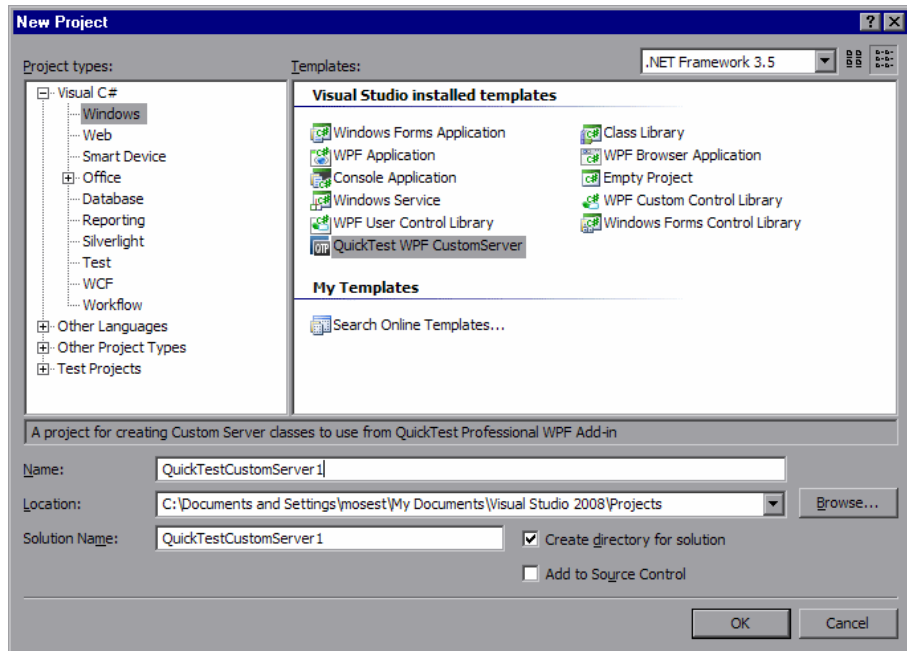 New Project
Project types:
Templates:
.NET Framework 3.5
Visual C#
Windows
Web
Smart Device
Office
Database
Reporting
Silverlight
Test
WCF
Workflow
Other Languages
Other Project Types
Test Projects
Visual Studio installed templates
Windows Forms Application
Class Library
WPF Application
WPF Browser Application
Console Application
Empty Project
Windows Service
WPF Custom Control Library
WPF User Control Library
Windows Forms Control Library
QuickTest WPF CustomServer
My Templates
Search Online Templates...
A project for creating Custom Server classes to use from QuickTest Professional WPF Add-in
Name:
QuickTestCustomServer1
Location:
C:\Documents and Settings\mosest\My Documents\Visual Studio 2008\Projects
Browse...
Solution Name:
QuickTestCustomServer1
Create directory for solution
Add to Source Control
OK
Cancel